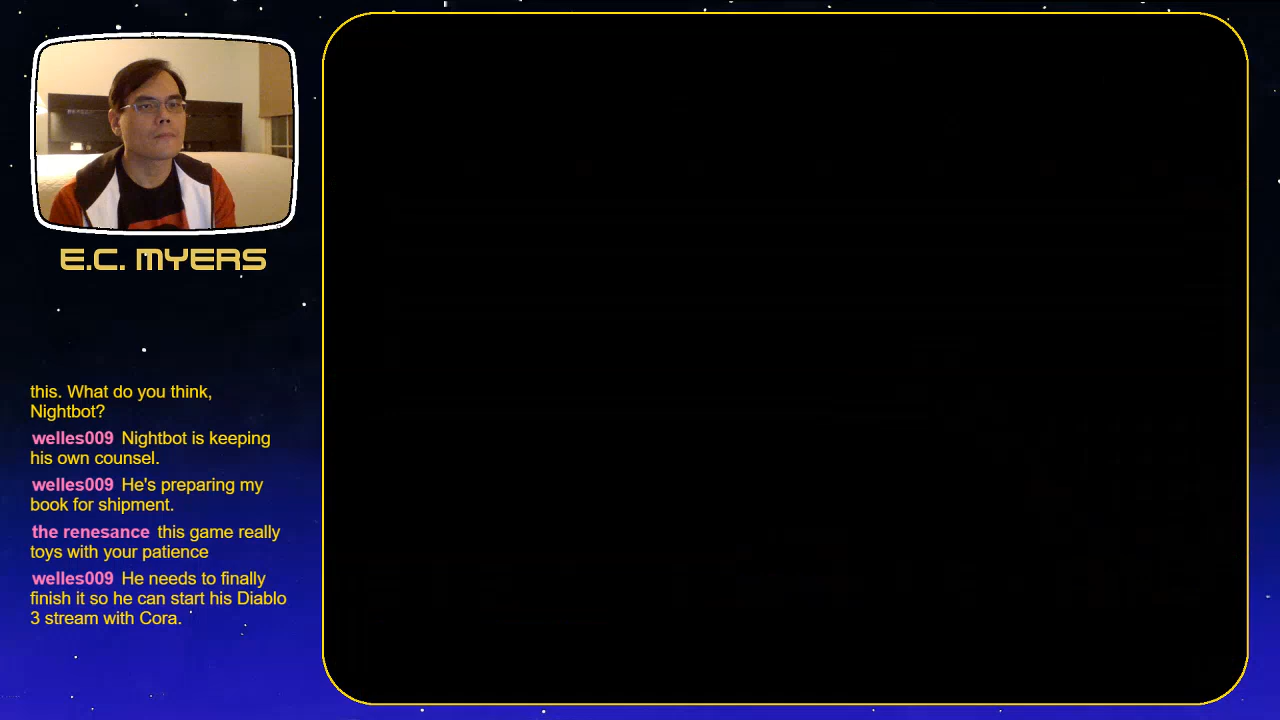 E.C. MYERS
this. What do you think,
Nightbot?
welles009 Nightbot is keeping
his own counsel.
welles009 He's preparing my
book for shipment.
the renesance this game really
toys with your patience
welles009 He needs to finally
finish it so he can start his Diablo
3 stream with Cora.